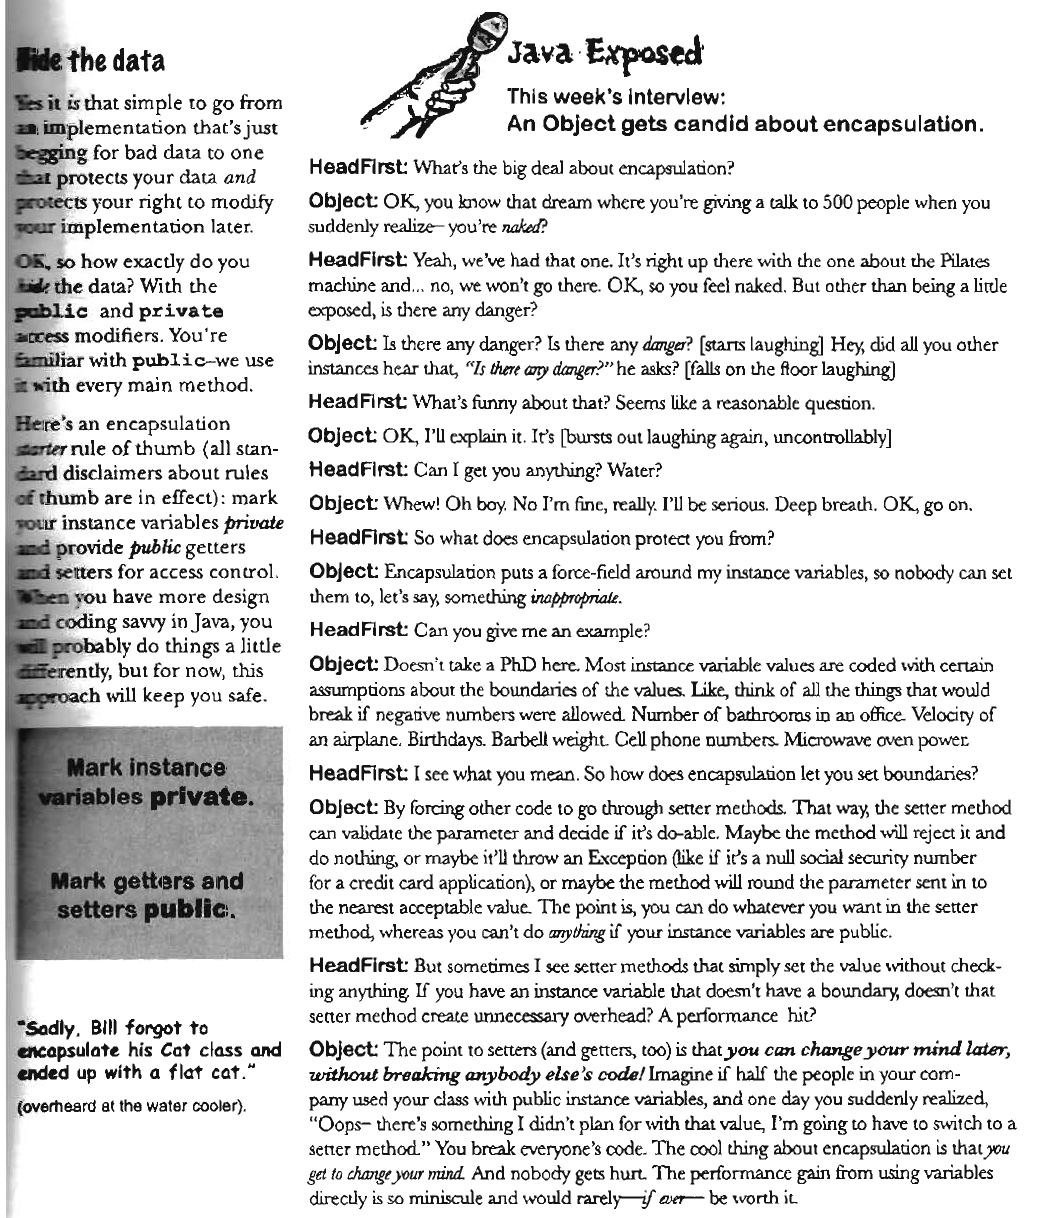 Hide the data
Yes it is that simple to go from
an implementation that's just
begging for bad data to one
that protects your data and
protects your right to modify
your implementation later.
OK, so how exactly do you
hide the data? With the
public and private
access modifiers. You're
familiar with public–we use
it with every main method.
Here's an encapsulation
starter rule of thumb (all stan-
dard disclaimers about rules
of thumb are in effect): mark
your instance variables private
and provide public getters
and setters for access control.
When you have more design
and coding savvy in Java, you
will probably do things a little
differently, but for now, this
approach will keep you safe.
Mark instance
variables private.
Mark getters and
setters public.
"Sadly, Bill forgot to
encapsulate his Cat class and
ended up with a flat cat."
(overheard at the water cooler).
Java Exposed
This week's interview:
An Object gets candid about encapsulation.
HeadFirst: What's the big deal about encapsulation?
Object: OK, you know that dream where you're giving a talk to 500 people when you
suddenly realize– you're naked?
HeadFirst: Yeah, we've had that one. It's right up there with the one about the Pilates
machine and... no, we won't go there. OK, so you feel naked. But other than being a little
exposed, is there any danger?
Object: Is there any danger? Is there any danger? [starts laughing] Hey, did all you other
instances hear that, "Is there any danger?" he asks? [falls on the floor laughing]
HeadFirst: What's funny about that? Seems like a reasonable question.
Object: OK, I'll explain it. It's [bursts out laughing again, uncontrollably]
HeadFirst: Can I get you anything? Water?
Object: Whew! Oh boy. No I'm fine, really. I'll be serious. Deep breath. OK, go on.
HeadFirst: So what does encapsulation protect you from?
Object: Encapsulation puts a force-field around my instance variables, so nobody can set
them to, let's say, something inappropriate.
HeadFirst: Can you give me an example?
Object: Doesn't take a PhD here. Most instance variable values are coded with certain
assumptions about the boundaries of the values. Like, think of all the things that would
break if negative numbers were allowed. Number of bathrooms in an office. Velocity of
an airplane. Birthdays. Barbell weight. Cell phone numbers. Microwave oven power.
HeadFirst: I see what you mean. So how does encapsulation let you set boundaries?
Object: By forcing other code to go through setter methods. That way, the setter method
can validate the parameter and decide if it's do-able. Maybe the method will reject it and
do nothing, or maybe it'll throw an Exception (like if it's a null social security number
for a credit card application), or maybe the method will round the parameter sent in to
the nearest acceptable value. The point is, you can do whatever you want in the setter
method, whereas you can't do anything if your instance variables are public.
HeadFirst: But sometimes I see setter methods that simply set the value without check-
ing anything. If you have an instance variable that doesn't have a boundary, doesn't that
setter method create unnecessary overhead? A performance hit?
Object: The point to setters (and getters, too) is that you can change your mind later,
without breaking anybody else's code! Imagine if half the people in your com-
pany used your class with public instance variables, and one day you suddenly realized,
"Oops– there's something I didn't plan for with that value, I'm going to have to switch to a
setter method." You break everyone's code. The cool thing about encapsulation is that you
get to change your mind. And nobody gets hurt. The performance gain from using variables
directly is so miniscule and would rarely—if ever— be worth it.